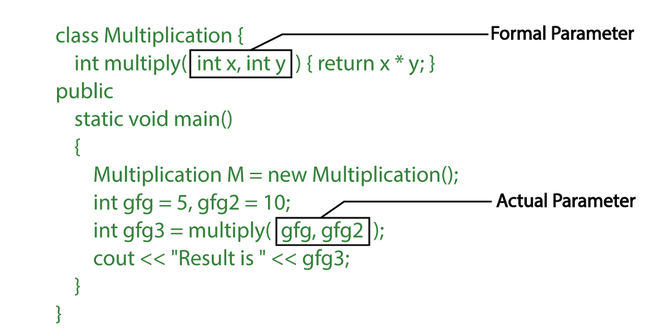 class Multiplication {
Formal Parameter
int multiply( int x, int y ) { return x * y; }
public
static void main()
{
Multiplication M = new Multiplication();
int gfg = 5, gfg2 = 10;
Actual Parameter
int gfg3 = multiply( gfg, gfg2 );
cout << "Result is " << gfg3;
}
}